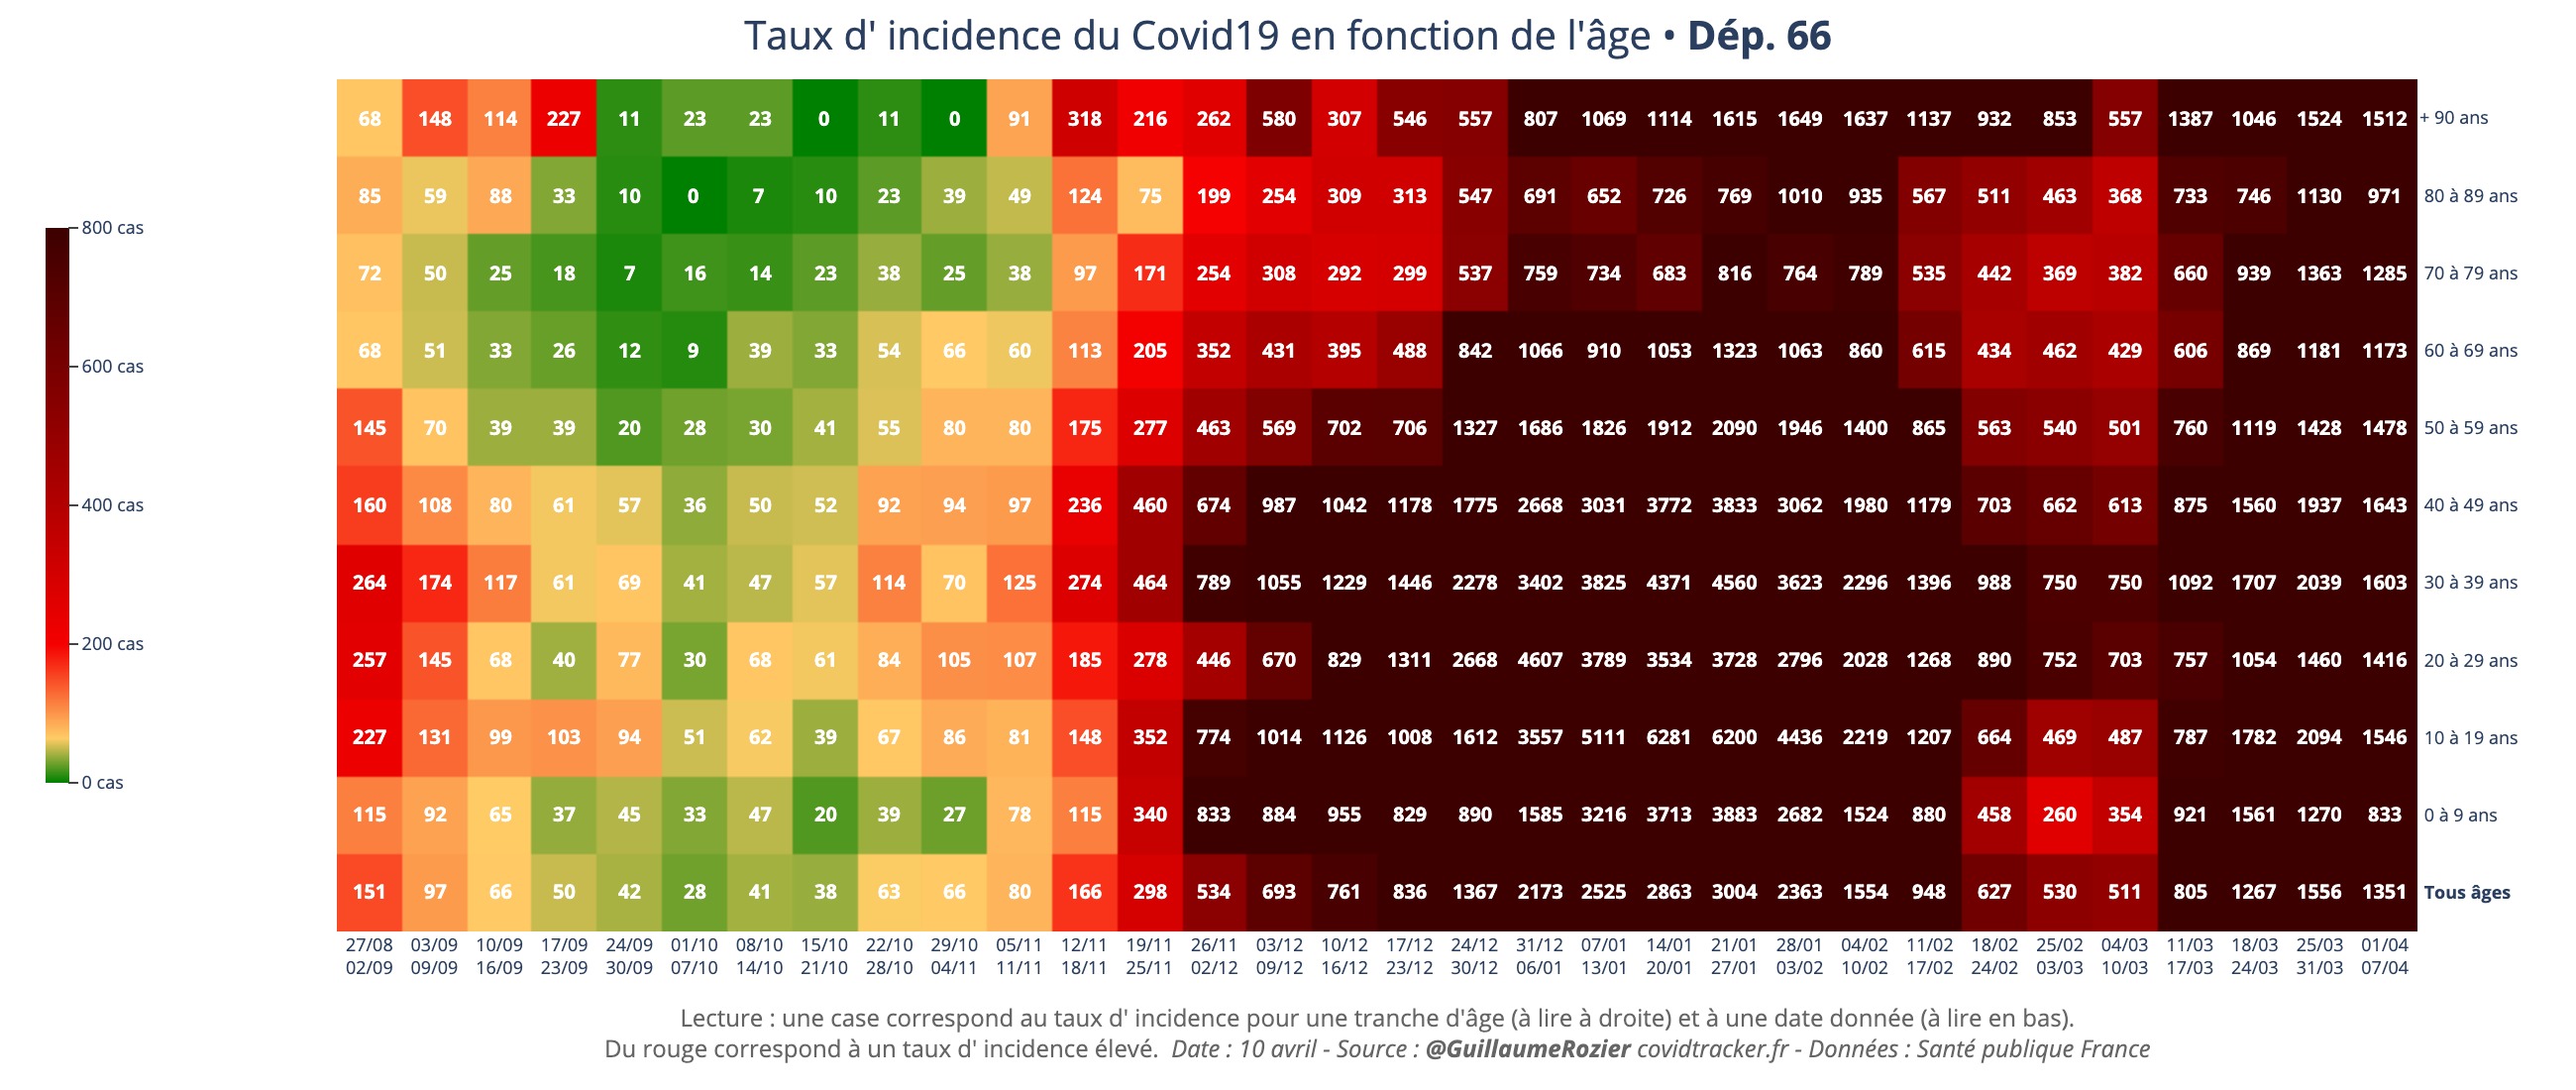 Taux d' incidence du Covid19 en fonction de l'âge • Dép. 66
800 cas
600 cas
400 cas
200 cas
0 cas
68 148 114 227 11 23 23 0 11 0 91 318 216 262 580 307 546 557 807 1069 1114 1615 1649 1637 1137 932 853 557 1387 1046 1524 1512 + 90 ans
85 59 88 33 10 0 7 10 23 39 49 124 75 199 254 309 313 547 691 652 726 769 1010 935 567 511 463 368 733 746 1130 971 80 à 89 ans
72 50 25 18 7 16 14 23 38 25 38 97 171 254 308 292 299 537 759 734 683 816 764 789 535 442 369 382 660 939 1363 1285 70 à 79 ans
68 51 33 26 12 9 39 33 54 66 60 113 205 352 431 395 488 842 1066 910 1053 1323 1063 860 615 434 462 429 606 869 1181 1173 60 à 69 ans
145 70 39 39 20 28 30 41 55 80 80 175 277 463 569 702 706 1327 1686 1826 1912 2090 1946 1400 865 563 540 501 760 1119 1428 1478 50 à 59 ans
160 108 80 61 57 36 50 52 92 94 97 236 460 674 987 1042 1178 1775 2668 3031 3772 3833 3062 1980 1179 703 662 613 875 1560 1937 1643 40 à 49 ans
264 174 117 61 69 41 47 57 114 70 125 274 464 789 1055 1229 1446 2278 3402 3825 4371 4560 3623 2296 1396 988 750 750 1092 1707 2039 1603 30 à 39 ans
257 145 68 40 77 30 68 61 84 105 107 185 278 446 670 829 1311 2668 4607 3789 3534 3728 2796 2028 1268 890 752 703 757 1054 1460 1416 20 à 29 ans
227 131 99 103 94 51 62 39 67 86 81 148 352 774 1014 1126 1008 1612 3557 5111 6281 6200 4436 2219 1207 664 469 487 787 1782 2094 1546 10 à 19 ans
115 92 65 37 45 33 47 20 39 27 78 115 340 833 884 955 829 890 1585 3216 3713 3883 2682 1524 880 458 260 354 921 1561 1270 833 0 à 9 ans
151 97 66 50 42 28 41 38 63 66 80 166 298 534 693 761 836 1367 2173 2525 2863 3004 2363 1554 948 627 530 511 805 1267 1556 1351 Tous âges
27/08 03/09 10/09 17/09 24/09 01/10 08/10 15/10 22/10 29/10 05/11 12/11 19/11 26/11 03/12 10/12 17/12 24/12 31/12 07/01 14/01 21/01 28/01 04/02 11/02 18/02 25/02 04/03 11/03 18/03 25/03 01/04
02/09 09/09 16/09 23/09 30/09 07/10 14/10 21/10 28/10 04/11 11/11 18/11 25/11 02/12 09/12 16/12 23/12 30/12 06/01 13/01 20/01 27/01 03/02 10/02 17/02 24/02 03/03 10/03 17/03 24/03 31/03 07/04
Lecture : une case correspond au taux d' incidence pour une tranche d'âge (à lire à droite) et à une date donnée (à lire en bas).
Du rouge correspond à un taux d' incidence élevé. Date : 10 avril - Source : @GuillaumeRozier covidtracker.fr - Données : Santé publique France